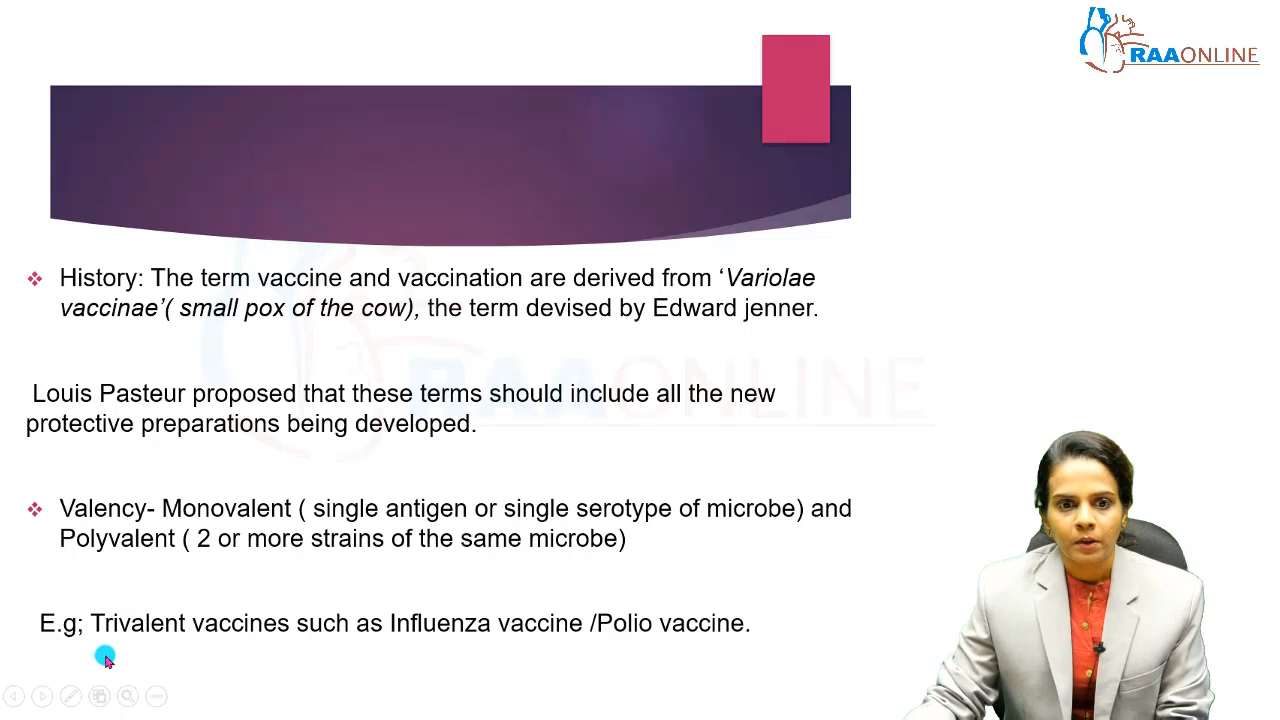 RAAONLINE
History: The term vaccine and vaccination are derived from ‘Variolae
vaccinae’( small pox of the cow), the term devised by Edward jenner.
RAAONLINE
Louis Pasteur proposed that these terms should include all the new
protective preparations being developed.
Valency- Monovalent ( single antigen or single serotype of microbe) and
Polyvalent ( 2 or more strains of the same microbe)
E.g; Trivalent vaccines such as Influenza vaccine /Polio vaccine.